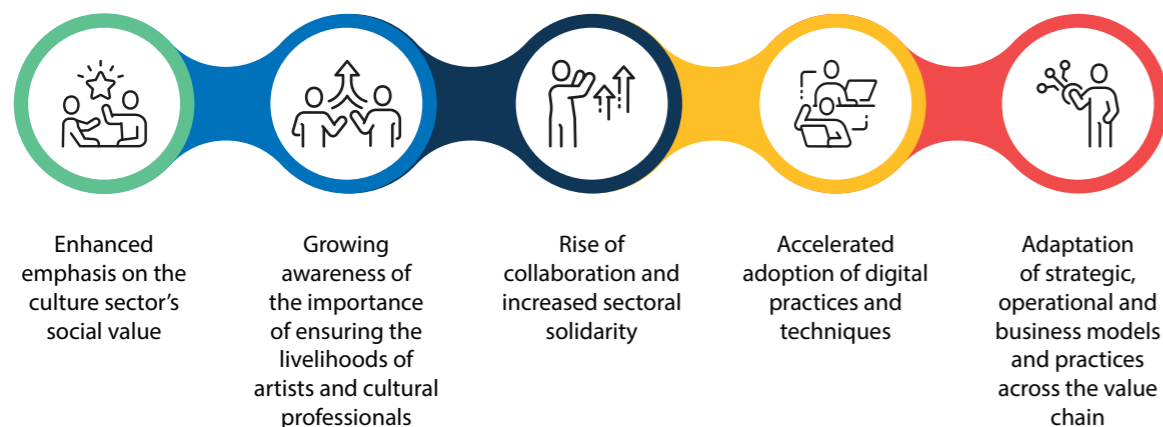 Enhanced
emphasis on the
culture sector’s
social value
Growing
awareness of
the importance
of ensuring the
livelihoods of
artists and cultural
professionals
Rise of
collaboration and
increased sectoral
solidarity
Accelerated
adoption of digital
practices and
techniques
Adaptation
of strategic,
operational and
business models
and practices
across the value
chain